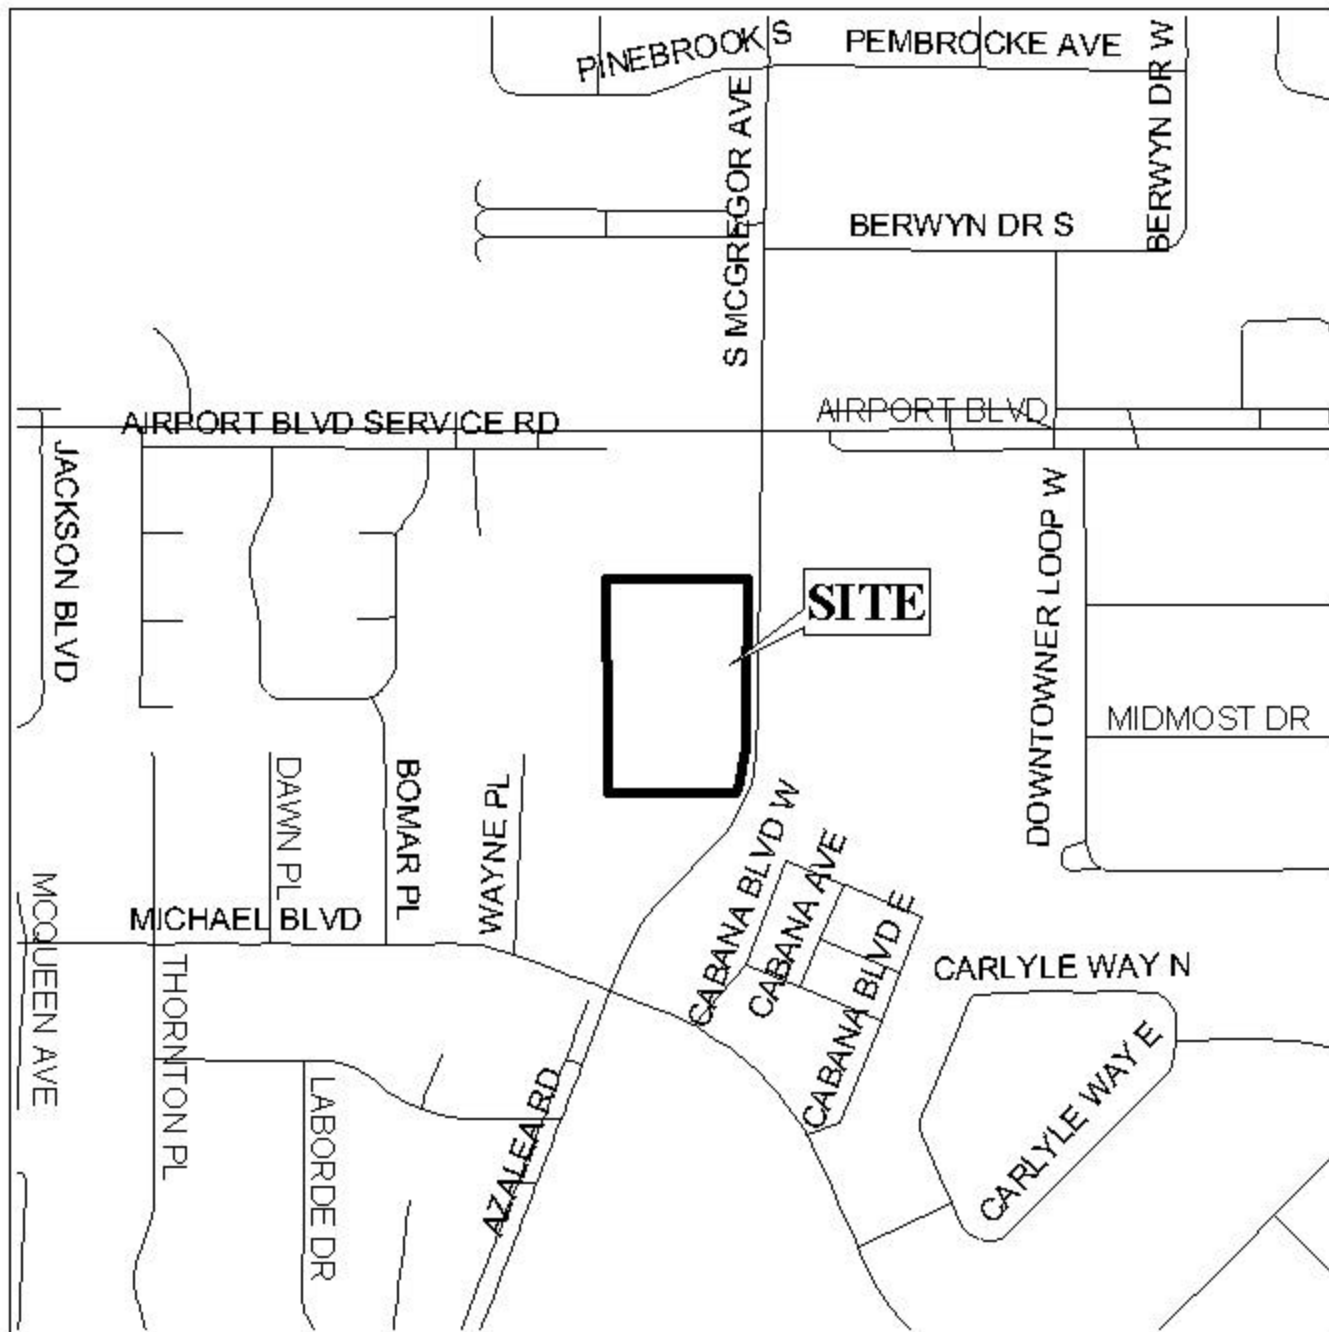 PINEBROOK S
PEMBROCKE AVE
BERWYN DR W
S MCGREGOR AVE
BERWYN DR S
AIRPORT BLVD SERVICE RD
AIRPORT BLVD
JACKSON BLVD
DOWNTOWNER LOOP W
SITE
MIDMOST DR
DAWN PL
BOMAR PL
WAYNE PL
CABANA BLVD W
CABANA AVE
CABANA BLVD E
MCQUEEN AVE
MICHAEL BLVD
THORNTON PL
CARLYLE WAY N
CABANA BLVD E
CARLYLE WAY E
LABORDE DR
AZALEA RD